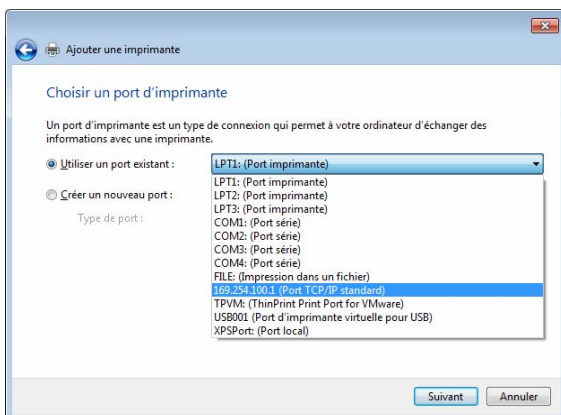 Ajouter une imprimante
Choisir un port d'imprimante
Un port d'imprimante est un type de connexion qui permet à votre ordinateur d'échanger des
informations avec une imprimante.
Utiliser un port existant :
LPT1: (Port imprimante)
LPT1: (Port imprimante)
LPT2: (Port imprimante)
LPT3: (Port imprimante)
COM1: (Port série)
COM2: (Port série)
COM3: (Port série)
COM4: (Port série)
FILE: (Impression dans un fichier)
169.254.100.1 (Port TCP/IP standard)
TPVM: (ThinPrint Print Port for VMware)
USB001 (Port d'imprimante virtuelle pour USB)
XPSPort: (Port local)
Créer un nouveau port :
Type de port :
Suivant
Annuler